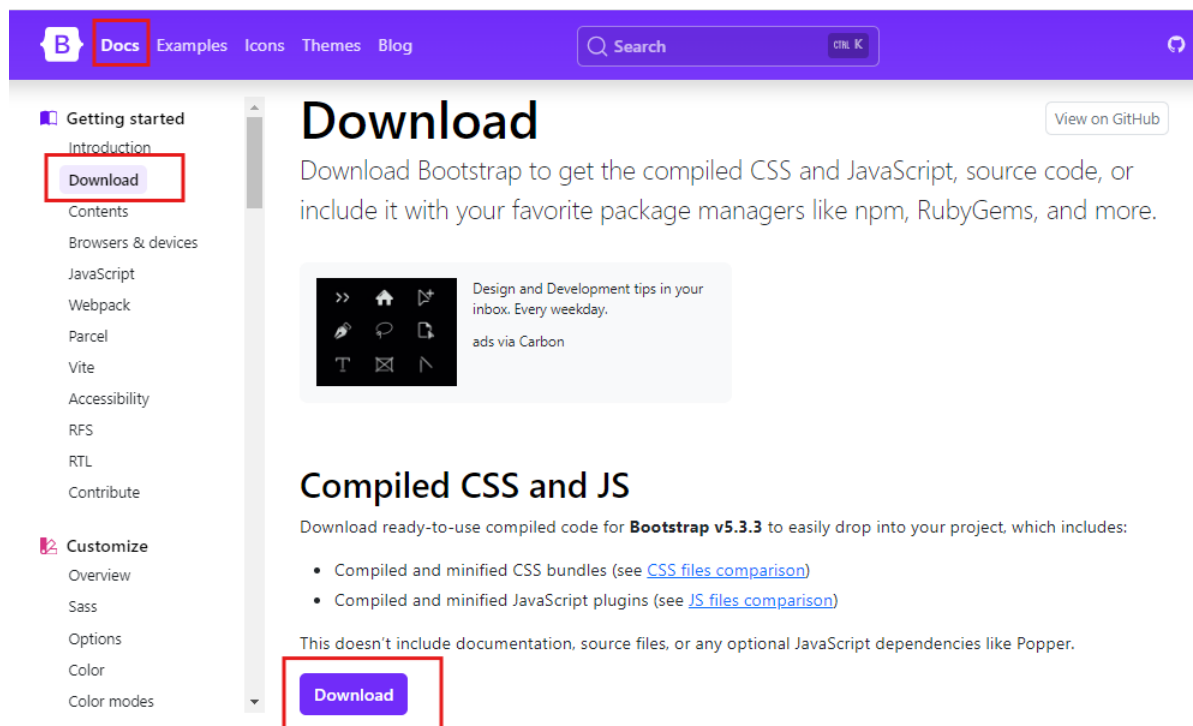 B Docs Examples Icons Themes Blog Search CTRL K
Getting started
Introduction
Download
Contents
Browsers & devices
JavaScript
Webpack
Parcel
Vite
Accessibility
RFS
RTL
Contribute
Customize
Overview
Sass
Options
Color
Color modes
Download
View on GitHub
Download Bootstrap to get the compiled CSS and JavaScript, source code, or
include it with your favorite package managers like npm, RubyGems, and more.
Design and Development tips in your
inbox. Every weekday.
ads via Carbon
Compiled CSS and JS
Download ready-to-use compiled code for Bootstrap v5.3.3 to easily drop into your project, which includes:
• Compiled and minified CSS bundles (see CSS files comparison)
• Compiled and minified JavaScript plugins (see JS files comparison)
This doesn't include documentation, source files, or any optional JavaScript dependencies like Popper.
Download